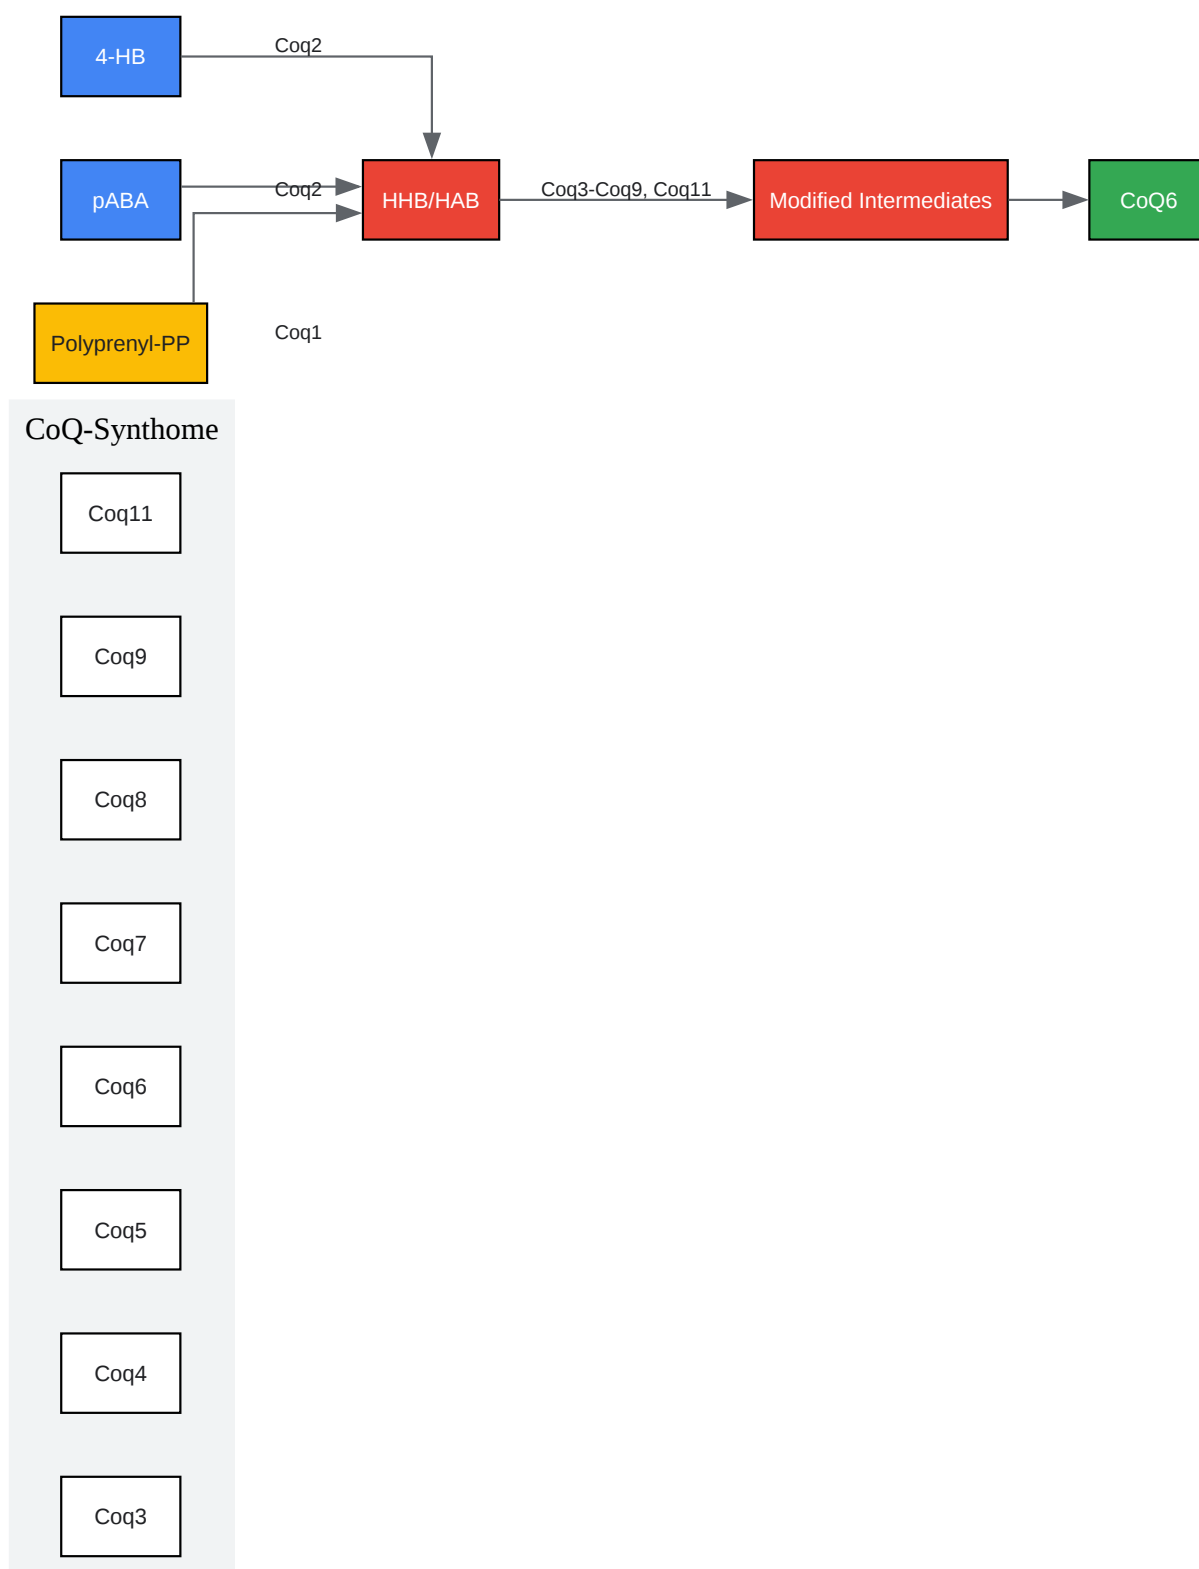 4-HB
Coq2
pABA
Coq2
HHB/HAB
Coq3-Coq9, Coq11
Modified Intermediates
CoQ6
Polyprenyl-PP
Coq1
CoQ-Synthome
Coq11
Coq9
Coq8
Coq7
Coq6
Coq5
Coq4
Coq3